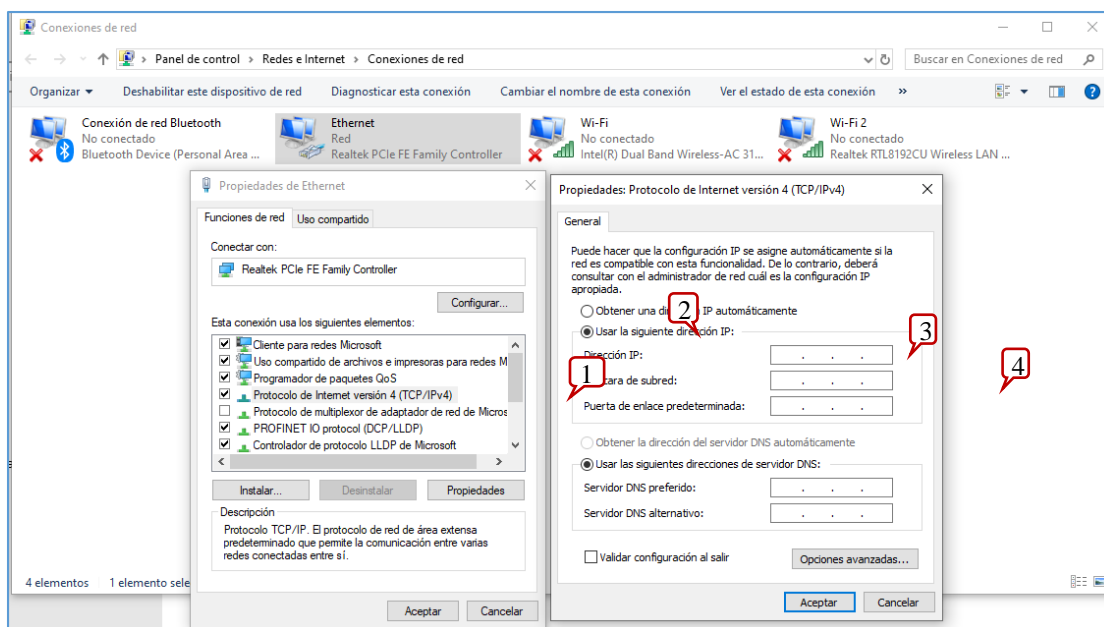 Conexiones de red
Panel de control > Redes e Internet > Conexiones de red
Buscar en Conexiones de red
Organizar Deshabilitar este dispositivo de red Diagnosticar esta conexión Cambiar el nombre de esta conexión Ver el estado de esta conexión »
Conexión de red Bluetooth
No conectado
Bluetooth Device (Personal Area ...
Ethernet
Red
Realtek PCIe FE Family Controller
Wi-Fi
No conectado
Intel(R) Dual Band Wireless-AC 31...
Wi-Fi 2
No conectado
Realtek RTL8192CU Wireless LAN ...
Propiedades de Ethernet
Funciones de red Uso compartido
Conectar con:
Realtek PCIe FE Family Controller
Configurar...
Esta conexión usa los siguientes elementos:
Cliente para redes Microsoft
Uso compartido de archivos e impresoras para redes M
Programador de paquetes QoS
Protocolo de Internet versión 4 (TCP/IPv4)
Protocolo de multiplexor de adaptador de red de Micros
PROFINET IO protocol (DCP/LLDP)
Controlador de protocolo LLDP de Microsoft
Instalar... Desinstalar Propiedades
Descripción
Protocolo TCP/IP. El protocolo de red de área extensa
predeterminado que permite la comunicación entre varias
redes conectadas entre sí.
Aceptar Cancelar
1
Propiedades: Protocolo de Internet versión 4 (TCP/IPv4)
General
Puede hacer que la configuración IP se asigne automáticamente si la
red es compatible con esta funcionalidad. De lo contrario, deberá
consultar con el administrador de red cuál es la configuración IP
apropiada.
Obtener una IP automáticamente
2
Usar la siguiente dirección IP:
3
Dirección IP:
de subred:
4
Puerta de enlace predeterminada:
Obtener la dirección del servidor DNS automáticamente
Usar las siguientes direcciones de servidor DNS:
Servidor DNS preferido:
Servidor DNS alternativo:
Validar configuración al salir
Opciones avanzadas...
Aceptar Cancelar
4 elementos 1 elemento sele